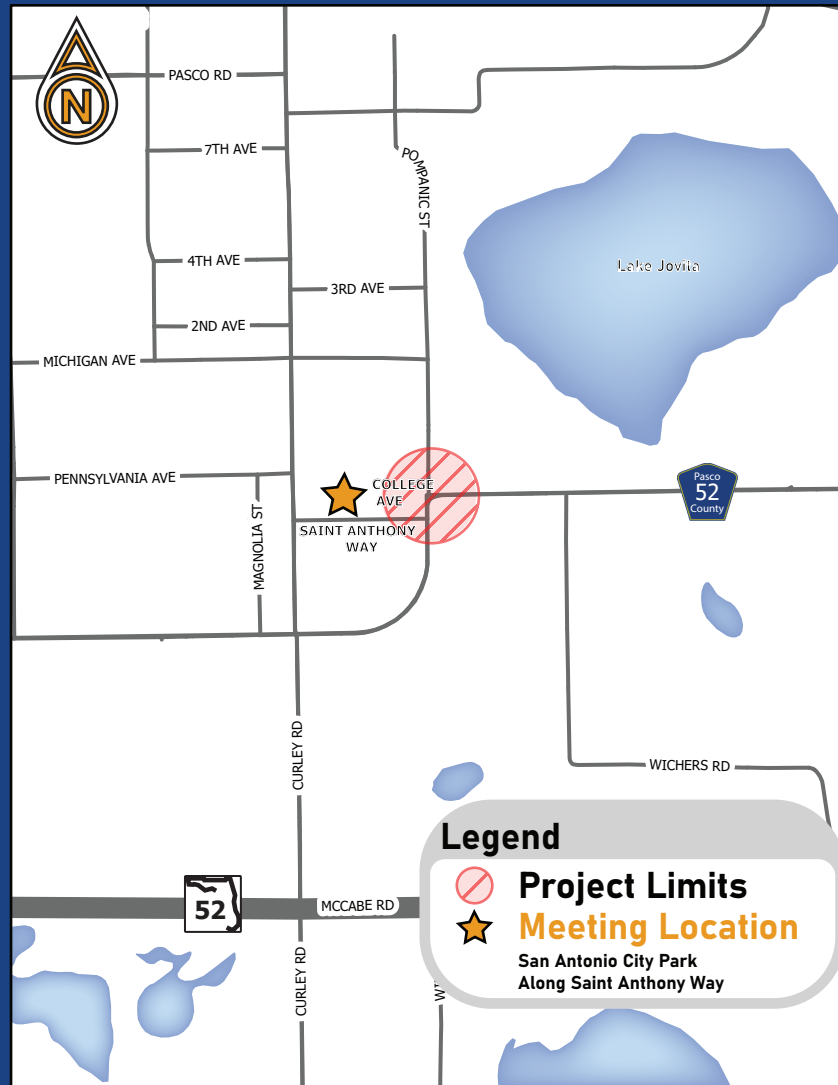 N
PASCO RD
7TH AVE
POMPANIC ST
4TH AVE
Lake Jovita
3RD AVE
2ND AVE
MICHIGAN AVE
PENNSYLVANIA AVE
COLLEGE
AVE
Pasco
52
County
MAGNOLIA ST
SAINT ANTHONY
WAY
CURLEY RD
WICHERS RD
Legend
Project Limits
52
MCCABE RD
Meeting Location
San Antonio City Park
Along Saint Anthony Way
CURLEY RD